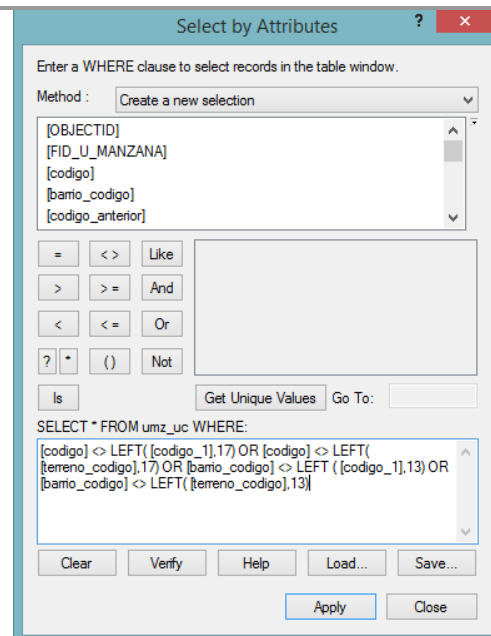 Select by Attributes ? ×
Enter a WHERE clause to select records in the table window.
Method : Create a new selection
[OBJECTID]
[FID_U_MANZANA]
[codigo]
[barrio_codigo]
[codigo_anterior]
= <> Like
> >= And
< <= Or
? * () Not
Is Get Unique Values Go To:
SELECT * FROM umz_uc WHERE:
[codigo] <> LEFT( [codigo_1],17) OR [codigo] <> LEFT(
[terreno_codigo],17) OR [barrio_codigo] <> LEFT ( [codigo_1],13) OR
[barrio_codigo] <> LEFT( [terreno_codigo],13)
Clear Verify Help Load... Save...
Apply Close